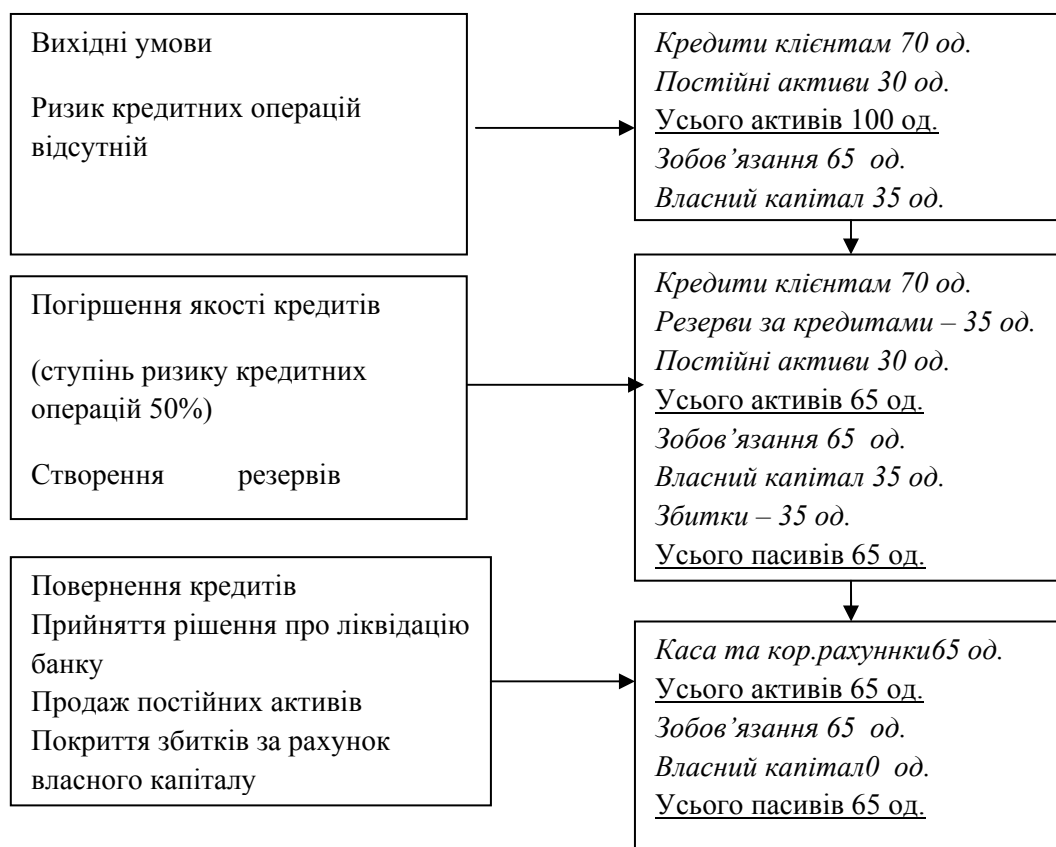 Вихідні умови
Ризик кредитних операцій
відсутній
Кредити клієнтам 70 од.
Постійні активи 30 од.
Усього активів 100 од.
Зобов’язання 65 од.
Власний капітал 35 од.
Погіршення якості кредитів
(ступінь ризику кредитних
операцій 50%)
Створення резервів
Кредити клієнтам 70 од.
Резерви за кредитами – 35 од.
Постійні активи 30 од.
Усього активів 65 од.
Зобов’язання 65 од.
Власний капітал 35 од.
Збитки – 35 од.
Усього пасивів 65 од.
Повернення кредитів
Прийняття рішення про ліквідацію
банку
Продаж постійних активів
Покриття збитків за рахунок
власного капіталу
Каса та кор.рахуннки65 од.
Усього активів 65 од.
Зобов’язання 65 од.
Власний капітал0 од.
Усього пасивів 65 од.